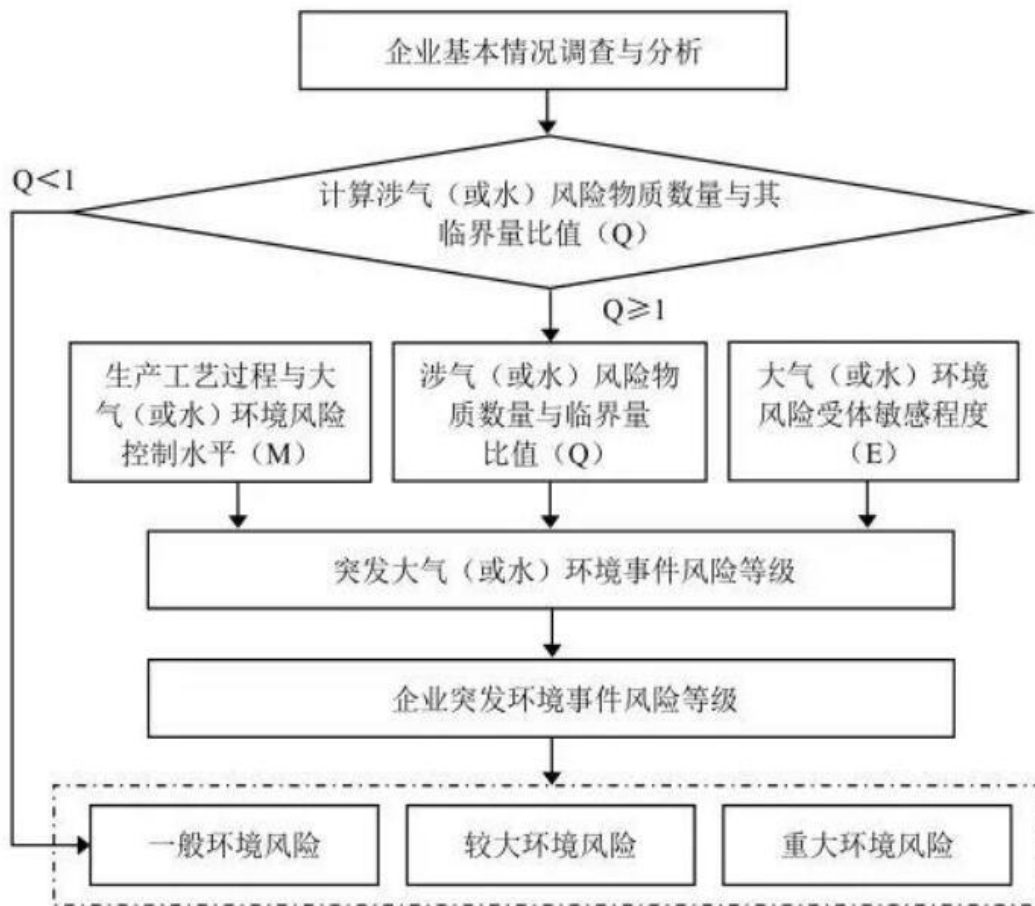 企业基本情况调查与分析
Q<1
计算涉气（或水）风险物质数量与其
临界量比值（Q）
Q≥1
生产工艺过程与大
气（或水）环境风险
控制水平（M）
涉气（或水）风险物
质数量与临界量
比值（Q）
大气（或水）环境
风险受体敏感程度
（E）
突发大气（或水）环境事件风险等级
企业突发环境事件风险等级
一般环境风险
较大环境风险
重大环境风险